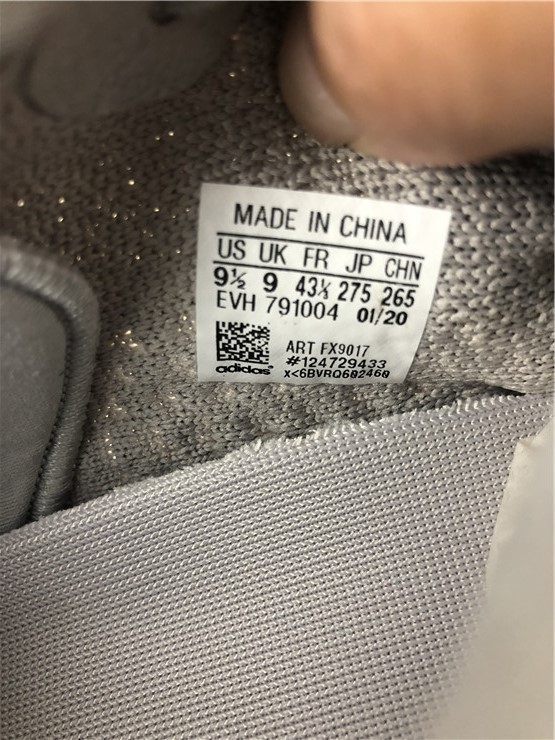 MADE IN CHINA
US UK FR JP CHN
9½ 9 43⅓ 275 265
EVH 791004 01/20
ART FX9017
#124729433
adidas® x<6BVRQ602460